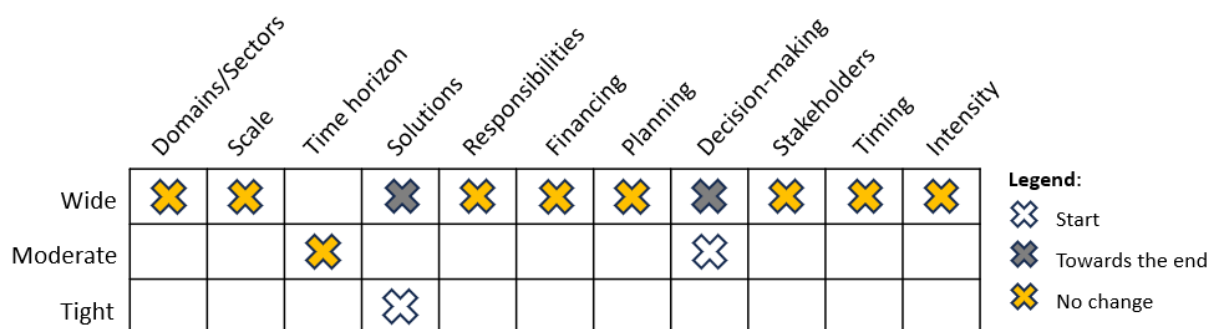 Domains/Sectors
Scale
Time horizon
Solutions
Responsibilities
Financing
Planning
Decision-making
Stakeholders
Timing
Intensity
Wide
Moderate
Tight
Legend:
Start
Towards the end
No change